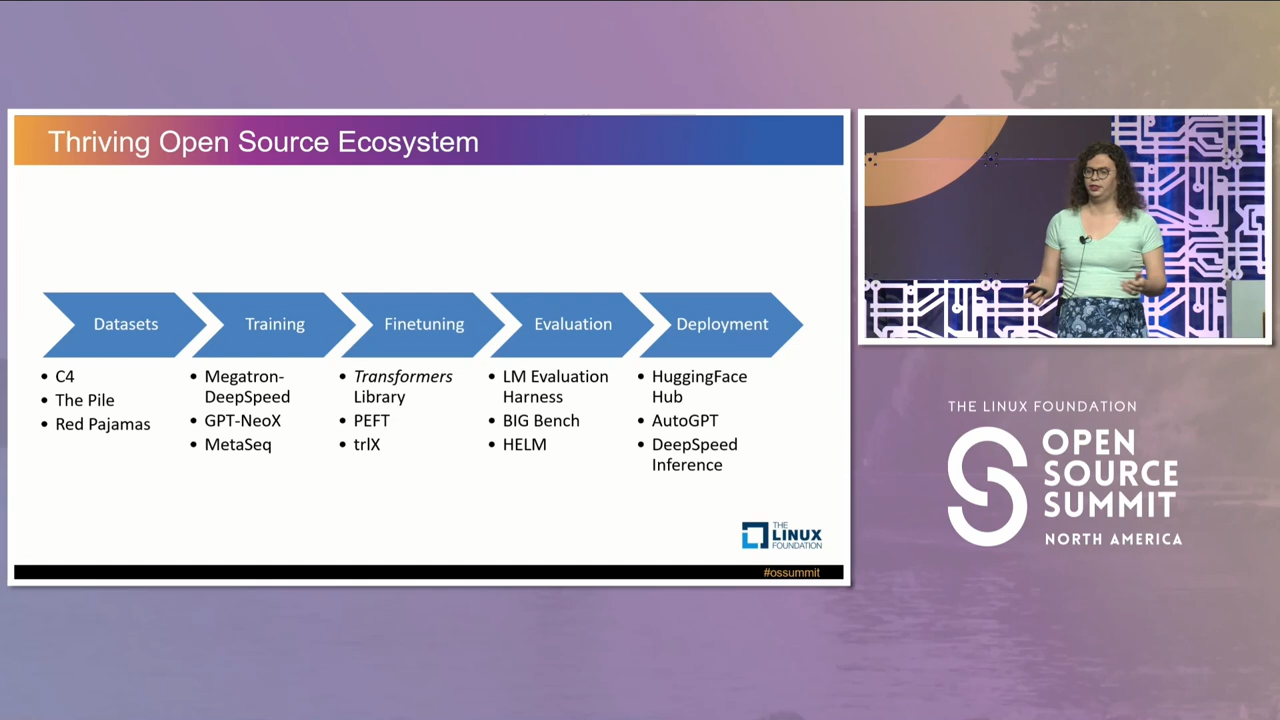 Thriving Open Source Ecosystem
Datasets
Training
Finetuning
Evaluation
Deployment
• C4
• The Pile
• Red Pajamas
• Megatron-
DeepSpeed
• GPT-NeoX
• MetaSeq
• Transformers
Library
• PEFT
• trlX
• LM Evaluation
Harness
• BIG Bench
• HELM
• HuggingFace
Hub
• AutoGPT
• DeepSpeed
Inference
THE
LINUX
FOUNDATION
#ossummit
THE LINUX FOUNDATION
OPEN
SOURCE
SUMMIT
NORTH AMERICA